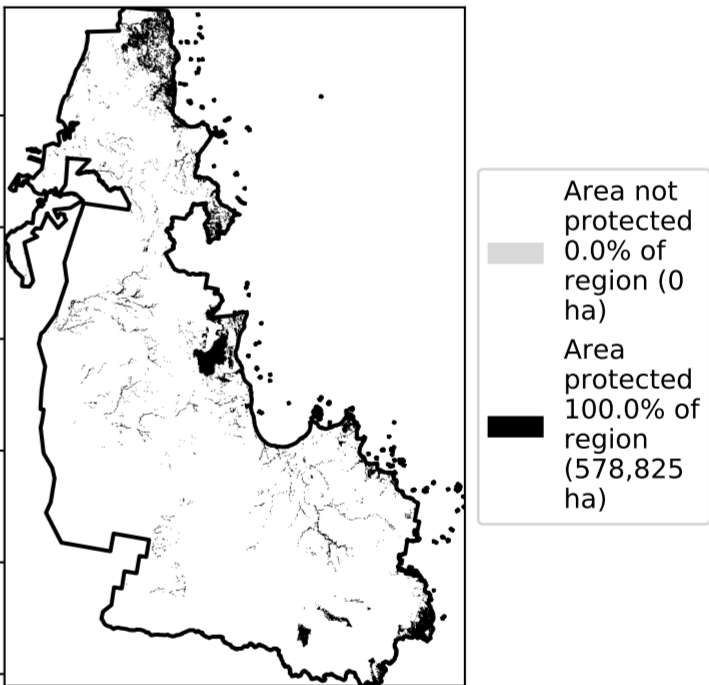 Area not
protected
0.0% of
region (0
ha)
Area
protected
100.0% of
region
(578,825
ha)